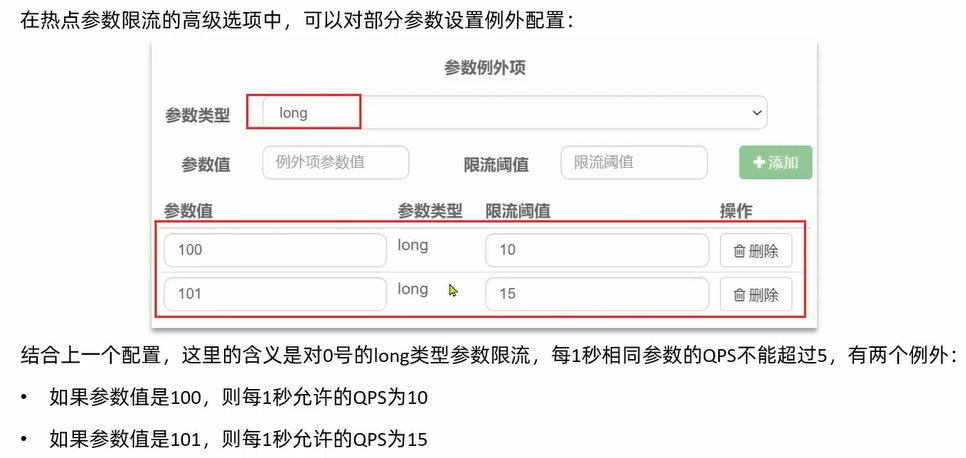 在热点参数限流的高级选项中，可以对部分参数设置例外配置：
参数例外项
参数类型 long
参数值 例外项参数值 限流阈值 限流阈值 添加
参数值 参数类型 限流阈值 操作
100 long 10 删除
101 long 15 删除
结合上一个配置，这里的含义是对0号的long类型参数限流，每1秒相同参数的QPS不能超过5，有两个例外：
• 如果参数值是100，则每1秒允许的QPS为10
• 如果参数值是101，则每1秒允许的QPS为15